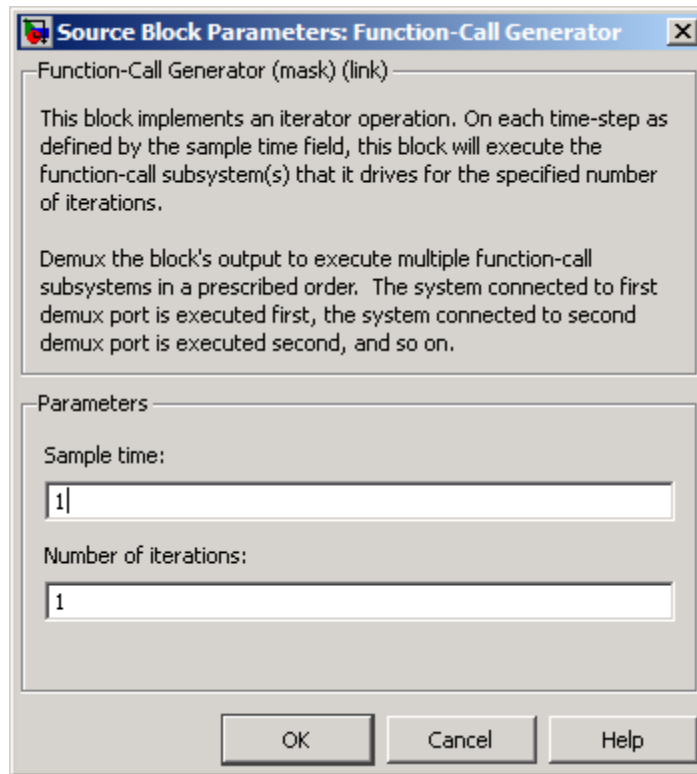 Source Block Parameters: Function-Call Generator
Function-Call Generator (mask) (link)
This block implements an iterator operation. On each time-step as
defined by the sample time field, this block will execute the
function-call subsystem(s) that it drives for the specified number
of iterations.
Demux the block's output to execute multiple function-call
subsystems in a prescribed order.  The system connected to first
demux port is executed first, the system connected to second
demux port is executed second, and so on.
Parameters
Sample time:
1
Number of iterations:
1
OK
Cancel
Help